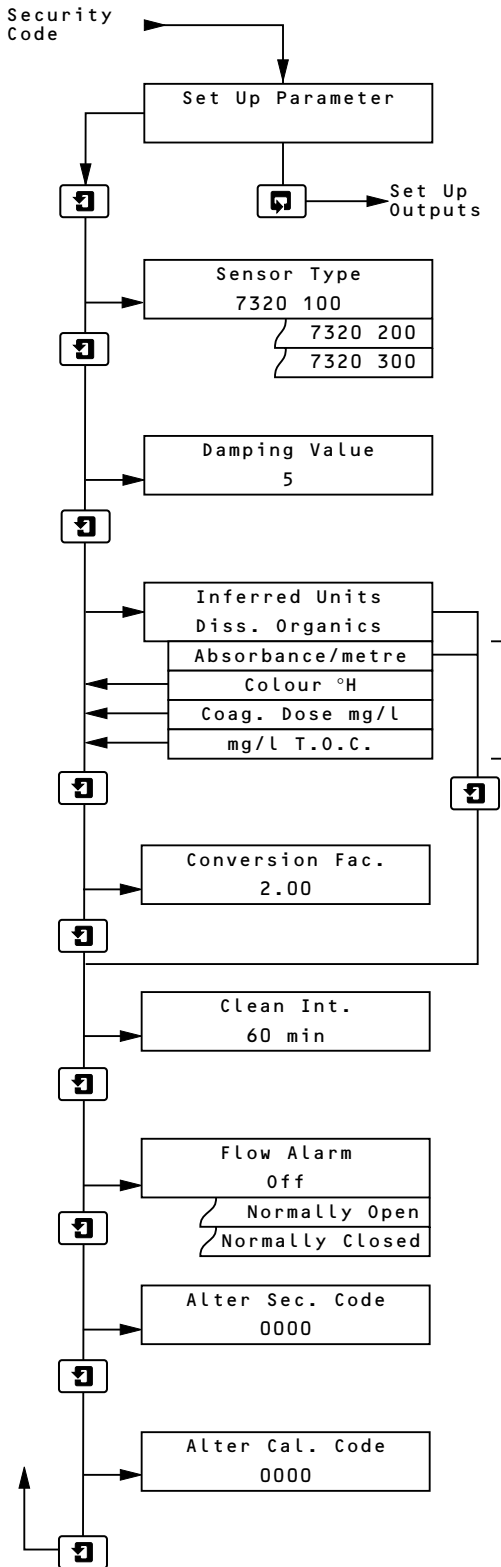 Security
Code
Set Up Parameter
Set Up
Outputs
Sensor Type
7320 100
7320 200
7320 300
Damping Value
5
Inferred Units
Diss. Organics
Absorbance/metre
Colour °H
Coag. Dose mg/l
mg/l T.O.C.
Conversion Fac.
2.00
Clean Int.
60 min
Flow Alarm
Off
Normally Open
Normally Closed
Alter Sec. Code
0000
Alter Cal. Code
0000